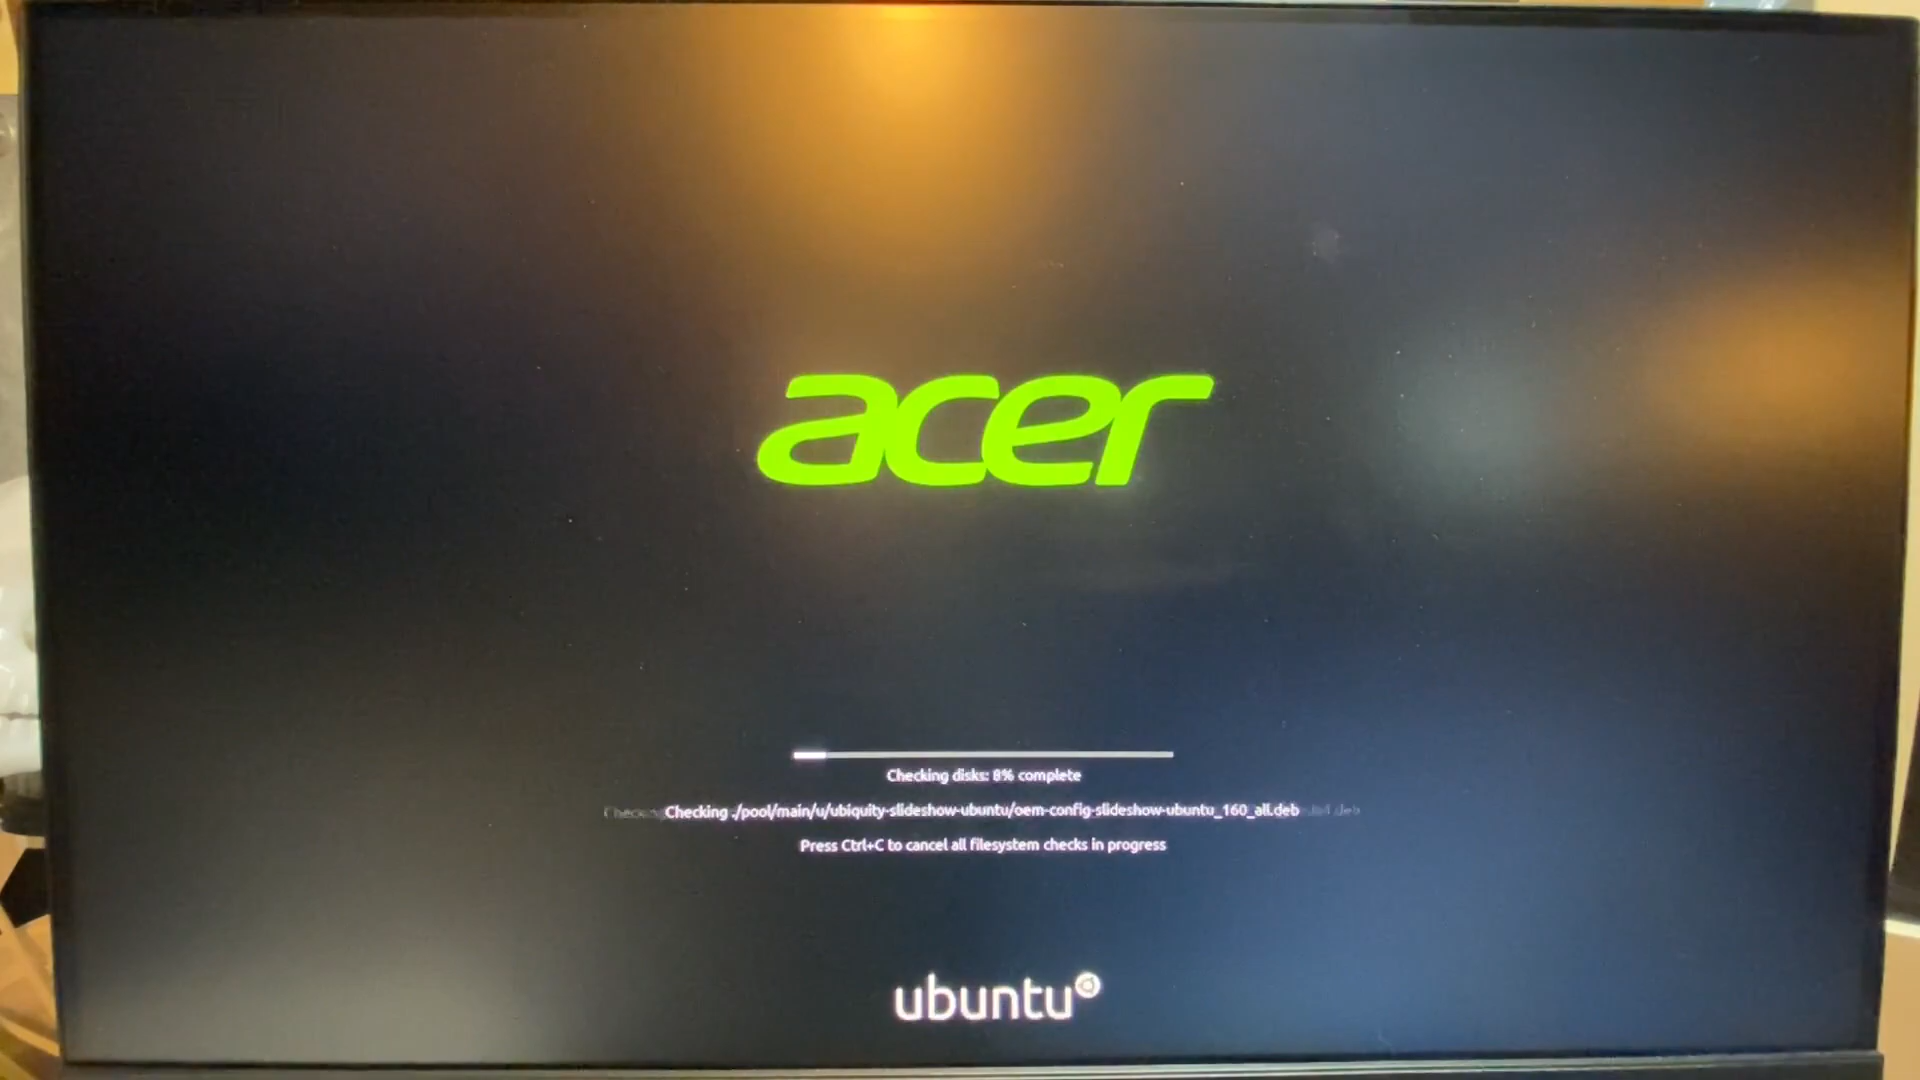 acer
Checking disks: 8% complete
Checking ./pool/main/u/ubiquity-slideshow-ubuntu/oem-config-slideshow-ubuntu_160_all.deb
Press Ctrl+C to cancel all filesystem checks in progress
ubuntu